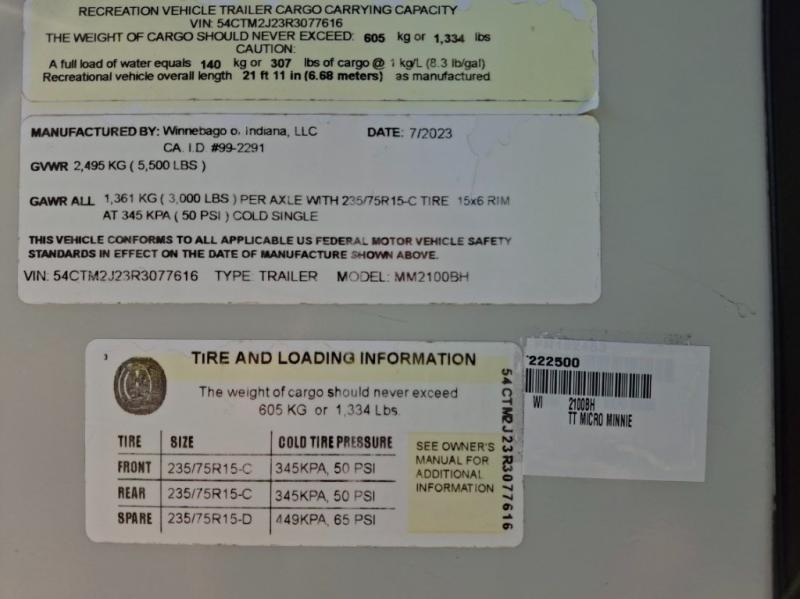 RECREATION VEHICLE TRAILER CARGO CARRYING CAPACITY
VIN: 54CTM2J23R3077616
THE WEIGHT OF CARGO SHOULD NEVER EXCEED: 605 kg or 1,334 lbs
CAUTION:
A full load of water equals 140 kg or 307 lbs of cargo @ 1 kg/L (8.3 lb/gal)
Recreational vehicle overall length 21 ft 11 in (6.68 meters) as manufactured
MANUFACTURED BY: Winnebago o. Indiana, LLC DATE: 7/2023
CA. I.D. #99-2291
GVWR 2,495 KG ( 5,500 LBS )
GAWR ALL 1,361 KG ( 3,000 LBS ) PER AXLE WITH 235/75R15-C TIRE 15x6 RIM
AT 345 KPA ( 50 PSI ) COLD SINGLE
THIS VEHICLE CONFORMS TO ALL APPLICABLE US FEDERAL MOTOR VEHICLE SAFETY
STANDARDS IN EFFECT ON THE DATE OF MANUFACTURE SHOWN ABOVE.
VIN: 54CTM2J23R3077616 TYPE: TRAILER MODEL: MM2100BH
TIRE AND LOADING INFORMATION
The weight of cargo should never exceed
605 KG or 1,334 Lbs.
TIRE SIZE COLD TIRE PRESSURE
FRONT 235/75R15-C 345KPA, 50 PSI
REAR 235/75R15-C 345KPA, 50 PSI
SPARE 235/75R15-D 449KPA, 65 PSI
SEE OWNER'S
MANUAL FOR
ADDITIONAL
INFORMATION
54CTM2J23R3077616
*222500
WI 2100BH
TT MICRO MINNIE